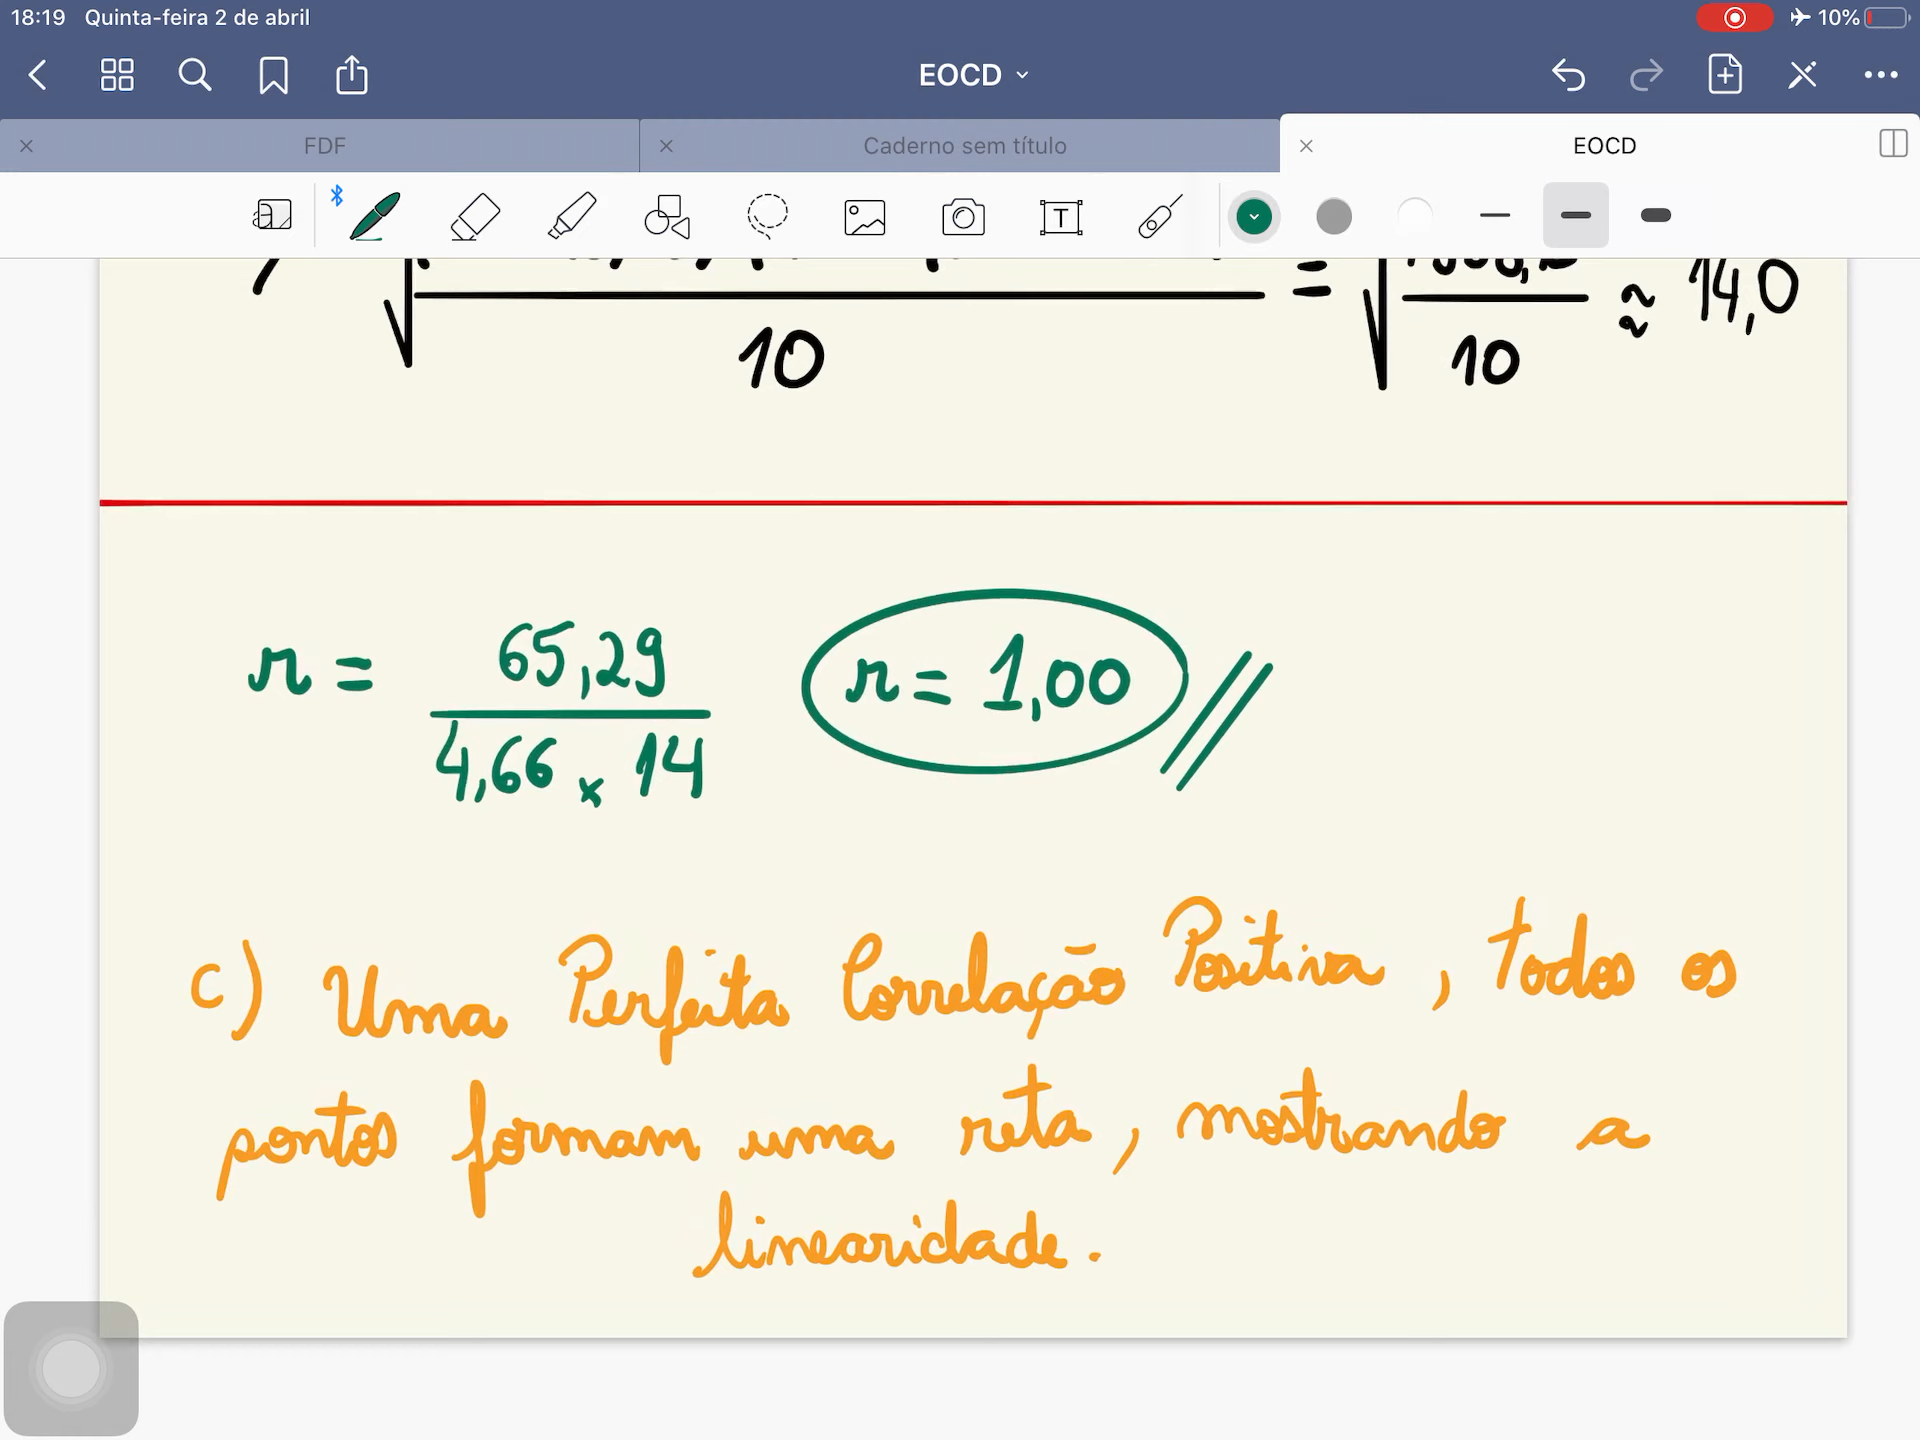 18:19 Quinta-feira 2 de abril 10%
EOCD
FDF Caderno sem título EOCD
a T
10 = 10 ≈ 14,0
r = 65,29
4,66 x 14
r = 1,00
c) Uma Perfeita Correlação Positiva, todos os
pontos formam uma reta, mostrando a
linearidade.